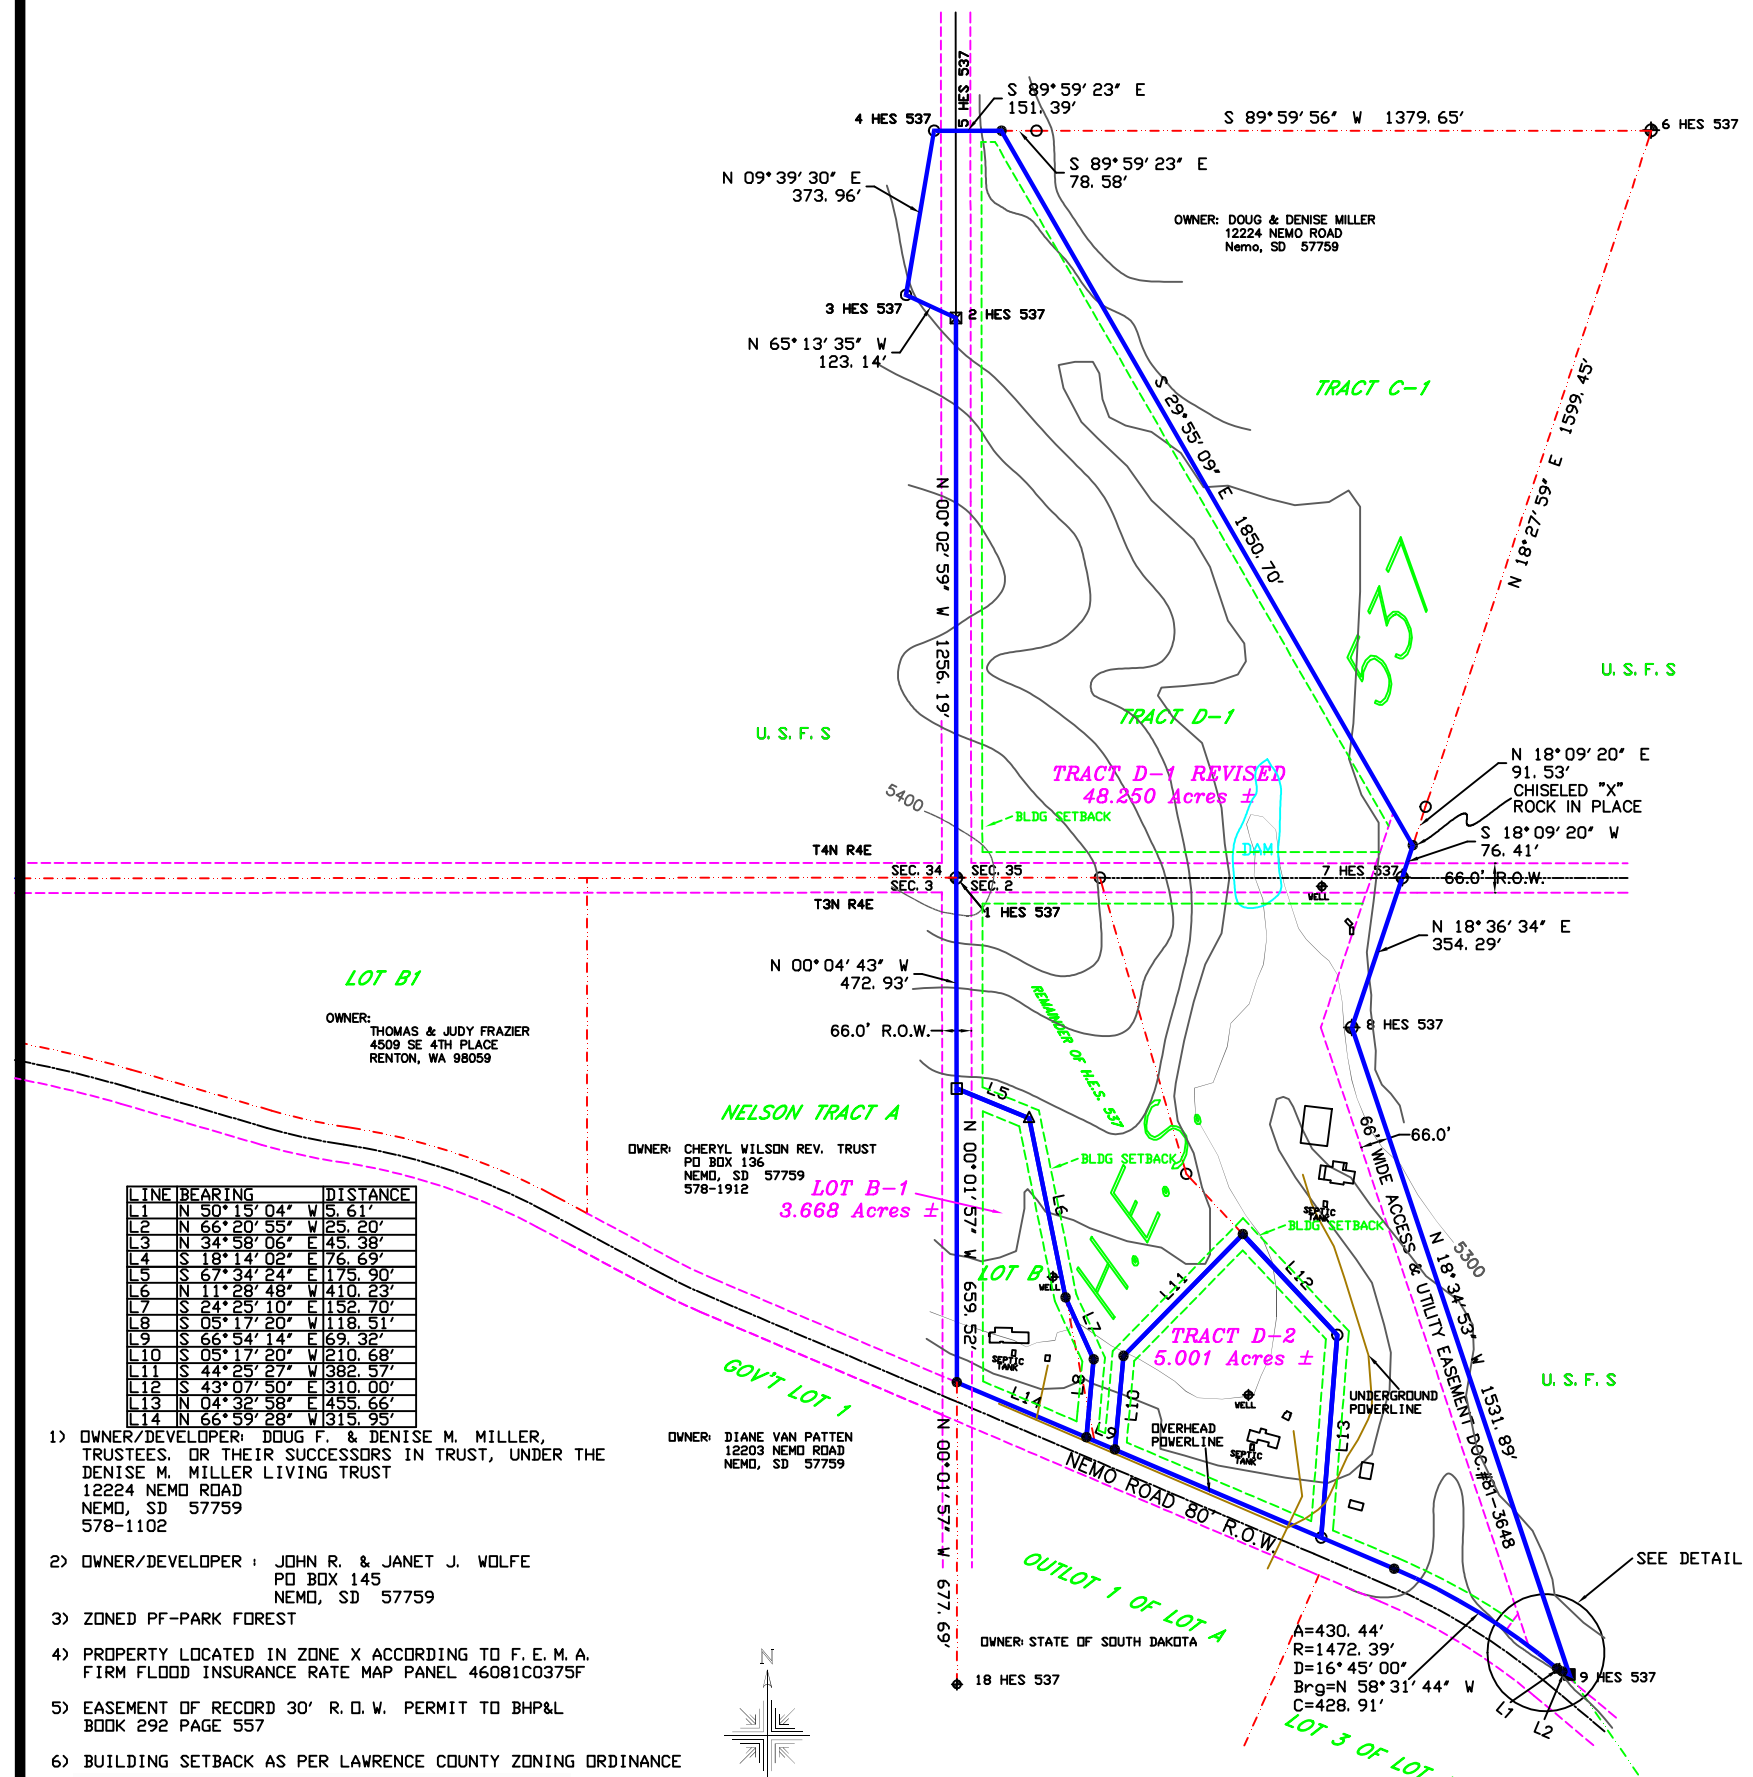 5 HES 537
S 89°59'23" E
151.39'
4 HES 537
S 89°59'56" W 1379.65'
6 HES 537
S 89°59'23" E
78.58'
N 09°39'30" E
373.96'
OWNER: DOUG & DENISE MILLER
12224 NEMO ROAD
Nemo, SD 57759
3 HES 537
2 HES 537
N 65°13'35" W
123.14'
TRACT C-1
S 29°55'09" E 1850.70'
N 18°27'59" E 1599.45'
N 00°02'59" W 1256.19'
537
U.S.F.S
TRACT D-1
U.S.F.S
TRACT D-1 REVISED
48.250 Acres ±
N 18°09'20" E
91.53'
CHISELED "X"
ROCK IN PLACE
5400
BLDG SETBACK
S 18°09'20" W
76.41'
T4N R4E
DAM
SEC. 34
SEC. 35
7 HES 537
66.0' R.O.W.
SEC. 3
SEC. 2
WELL
T3N R4E
1 HES 537
N 18°36'34" E
354.29'
N 00°04'43" W
472.93'
LOT B1
REMAINDER OF H.E.S. 537
OWNER:
THOMAS & JUDY FRAZIER
4509 SE 4TH PLACE
RENTON, WA 98059
66.0' R.O.W.
8 HES 537
L5
NELSON TRACT A
H.E.S.
66.0'
OWNER: CHERYL WILSON REV. TRUST
PO BOX 136
NEMO, SD 57759
578-1912
N 00°01'57" W 659.52'
BLDG SETBACK
66' WIDE ACCESS & UTILITY EASEMENT DOC.#81-3648
LOT B-1
3.668 Acres ±
L6
SEPTIC
TANK
BLDG SETBACK
N 18°34'53" W 1531.89'
5300
LOT B
WELL
L11
L12
L7
TRACT D-2
5.001 Acres ±
SEPTIC
TANK
GOV'T LOT 1
L8
L14
L10
L9
L13
WELL
UNDERGROUND
POWERLINE
U.S.F.S
OVERHEAD
POWERLINE
SEPTIC
TANK
LINE BEARING DISTANCE
L1 N 50°15'04" W 5.61'
L2 N 66°20'55" W 25.20'
L3 N 34°58'06" E 45.38'
L4 S 18°14'02" E 76.69'
L5 S 67°34'24" E 175.90'
L6 N 11°28'48" W 410.23'
L7 S 24°25'10" E 152.70'
L8 S 05°17'20" W 118.51'
L9 S 66°54'14" E 69.32'
L10 S 05°17'20" W 210.68'
L11 S 44°25'27" W 382.57'
L12 S 43°07'50" E 310.00'
L13 N 04°32'58" E 455.66'
L14 N 66°59'28" W 315.95'
OWNER: DIANE VAN PATTEN
12203 NEMO ROAD
NEMO, SD 57759
NEMO ROAD 80' R.O.W.
N 00°01'57" W 677.69'
1) OWNER/DEVELOPER: DOUG F. & DENISE M. MILLER,
TRUSTEES, OR THEIR SUCCESSORS IN TRUST, UNDER THE
DENISE M. MILLER LIVING TRUST
12224 NEMO ROAD
NEMO, SD 57759
578-1102
2) OWNER/DEVELOPER : JOHN R. & JANET J. WOLFE
PO BOX 145
NEMO, SD 57759
3) ZONED PF-PARK FOREST
4) PROPERTY LOCATED IN ZONE X ACCORDING TO F.E.M.A.
FIRM FLOOD INSURANCE RATE MAP PANEL 46081C0375F
5) EASEMENT OF RECORD 30' R.O.W. PERMIT TO BHP&L
BOOK 292 PAGE 557
6) BUILDING SETBACK AS PER LAWRENCE COUNTY ZONING ORDINANCE
SEE DETAIL
OUTLOT 1 OF LOT A
OWNER: STATE OF SOUTH DAKOTA
18 HES 537
N
A=430.44'
R=1472.39'
D=16°45'00"
Brg=N 58°31'44" W
C=428.91'
9 HES 537
L1
L2
LOT 3 OF LOT